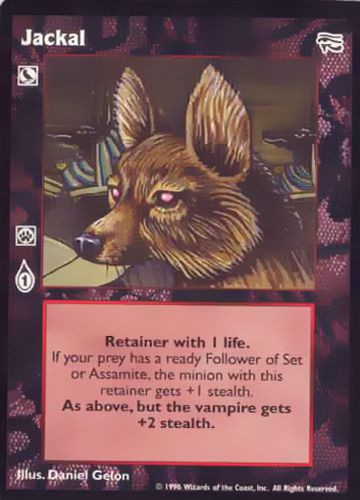 Jackal
1
Retainer with 1 life.
If your prey has a ready Follower of Set
or Assamite, the minion with this
retainer gets +1 stealth.
As above, but the vampire gets
+2 stealth.
Illus. Daniel Gelon
© 1996 Wizards of the Coast, Inc. All Rights Reserved.